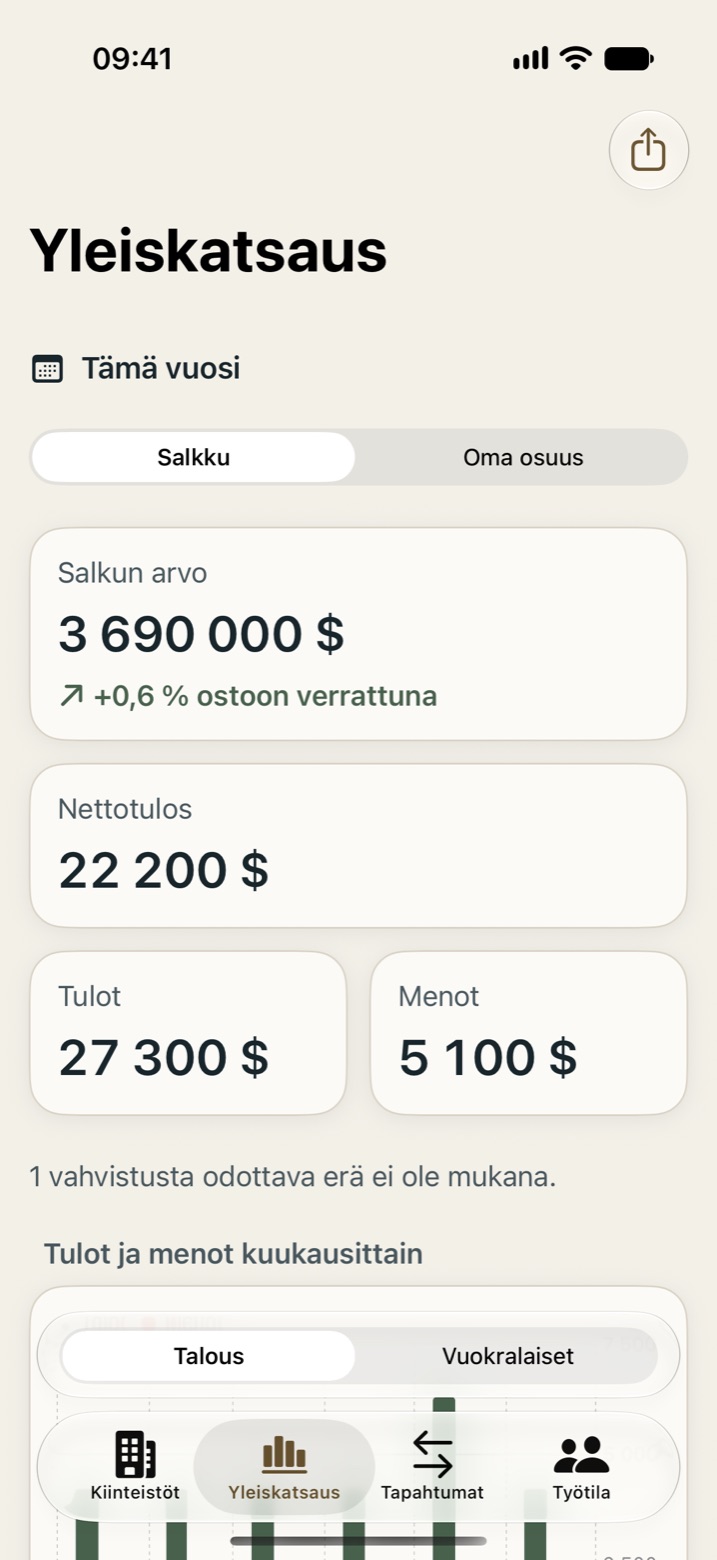 09:41
Yleiskatsaus
Tämä vuosi
Salkku
Oma osuus
Salkun arvo
3 690 000 $
+0,6 % ostoon verrattuna
Nettotulos
22 200 $
Tulot
27 300 $
Menot
5 100 $
1 vahvistusta odottava erä ei ole mukana.
Tulot ja menot kuukausittain
Talous
Vuokralaiset
Kiinteistöt
Yleiskatsaus
Tapahtumat
Työtila